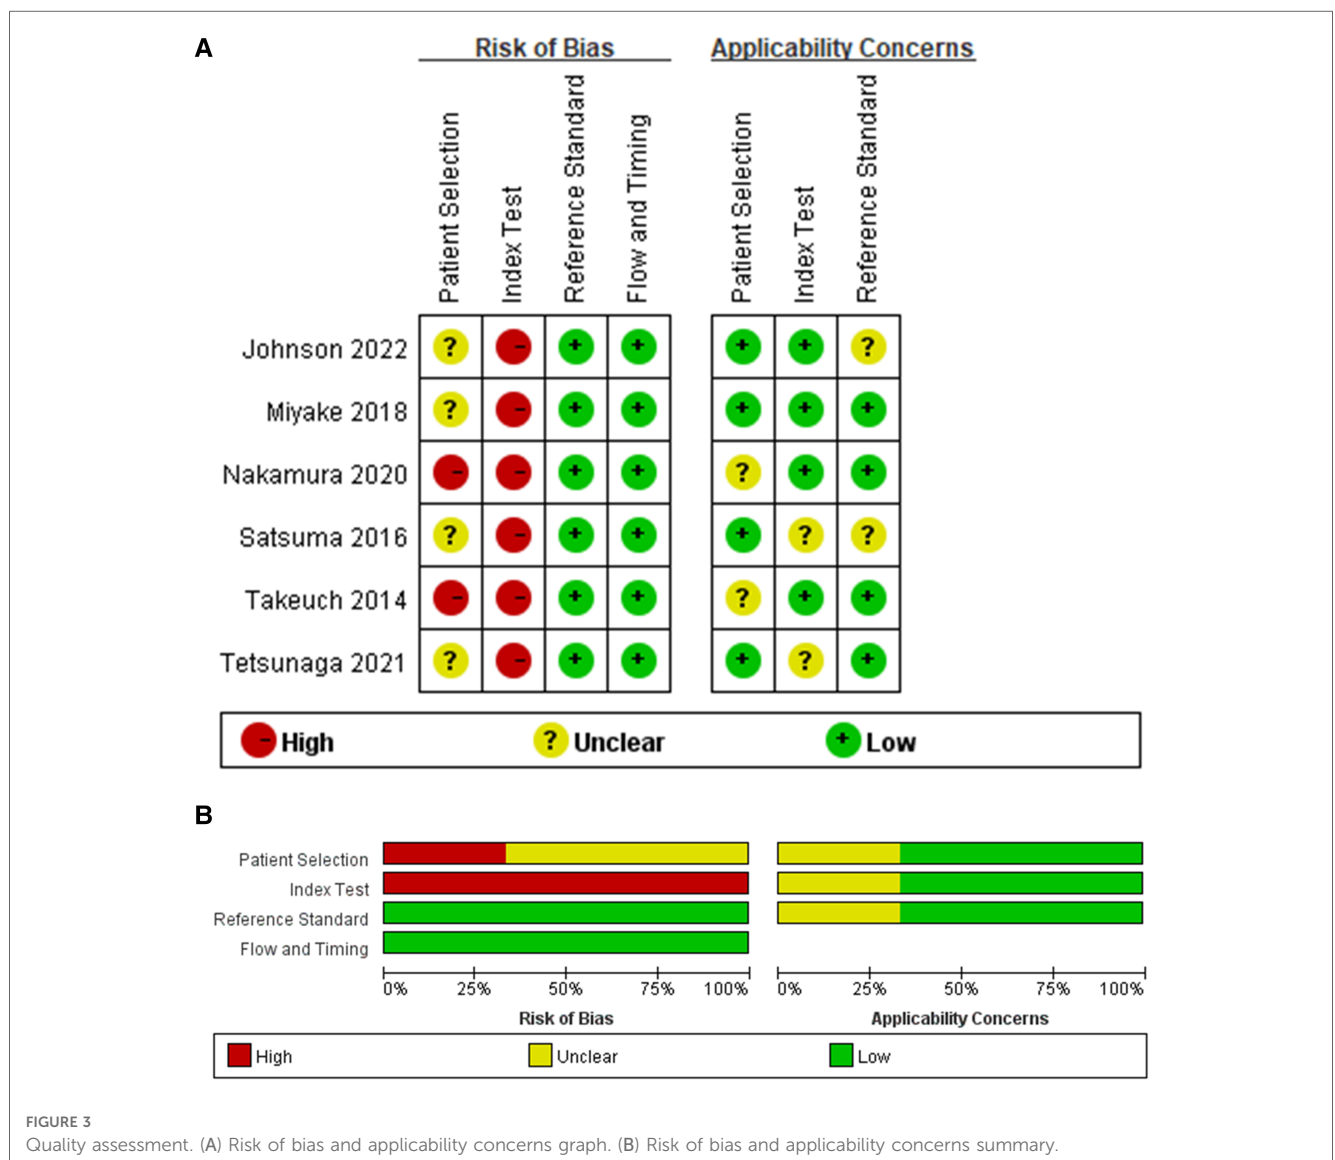 A
Risk of Bias
Applicability Concerns
Patient Selection
Index Test
Reference Standard
Flow and Timing
Patient Selection
Index Test
Reference Standard
Johnson 2022 ? - + + + + ?
Miyake 2018 ? - + + + + +
Nakamura 2020 - - + + ? + +
Satsuma 2016 ? - + + + ? ?
Takeuch 2014 - - + + ? + +
Tetsunaga 2021 ? - + + + ? +
- High ? Unclear + Low
B
Patient Selection
Index Test
Reference Standard
Flow and Timing
0% 25% 50% 75% 100% 0% 25% 50% 75% 100%
Risk of Bias Applicability Concerns
High Unclear Low
FIGURE 3
Quality assessment. (A) Risk of bias and applicability concerns graph. (B) Risk of bias and applicability concerns summary.